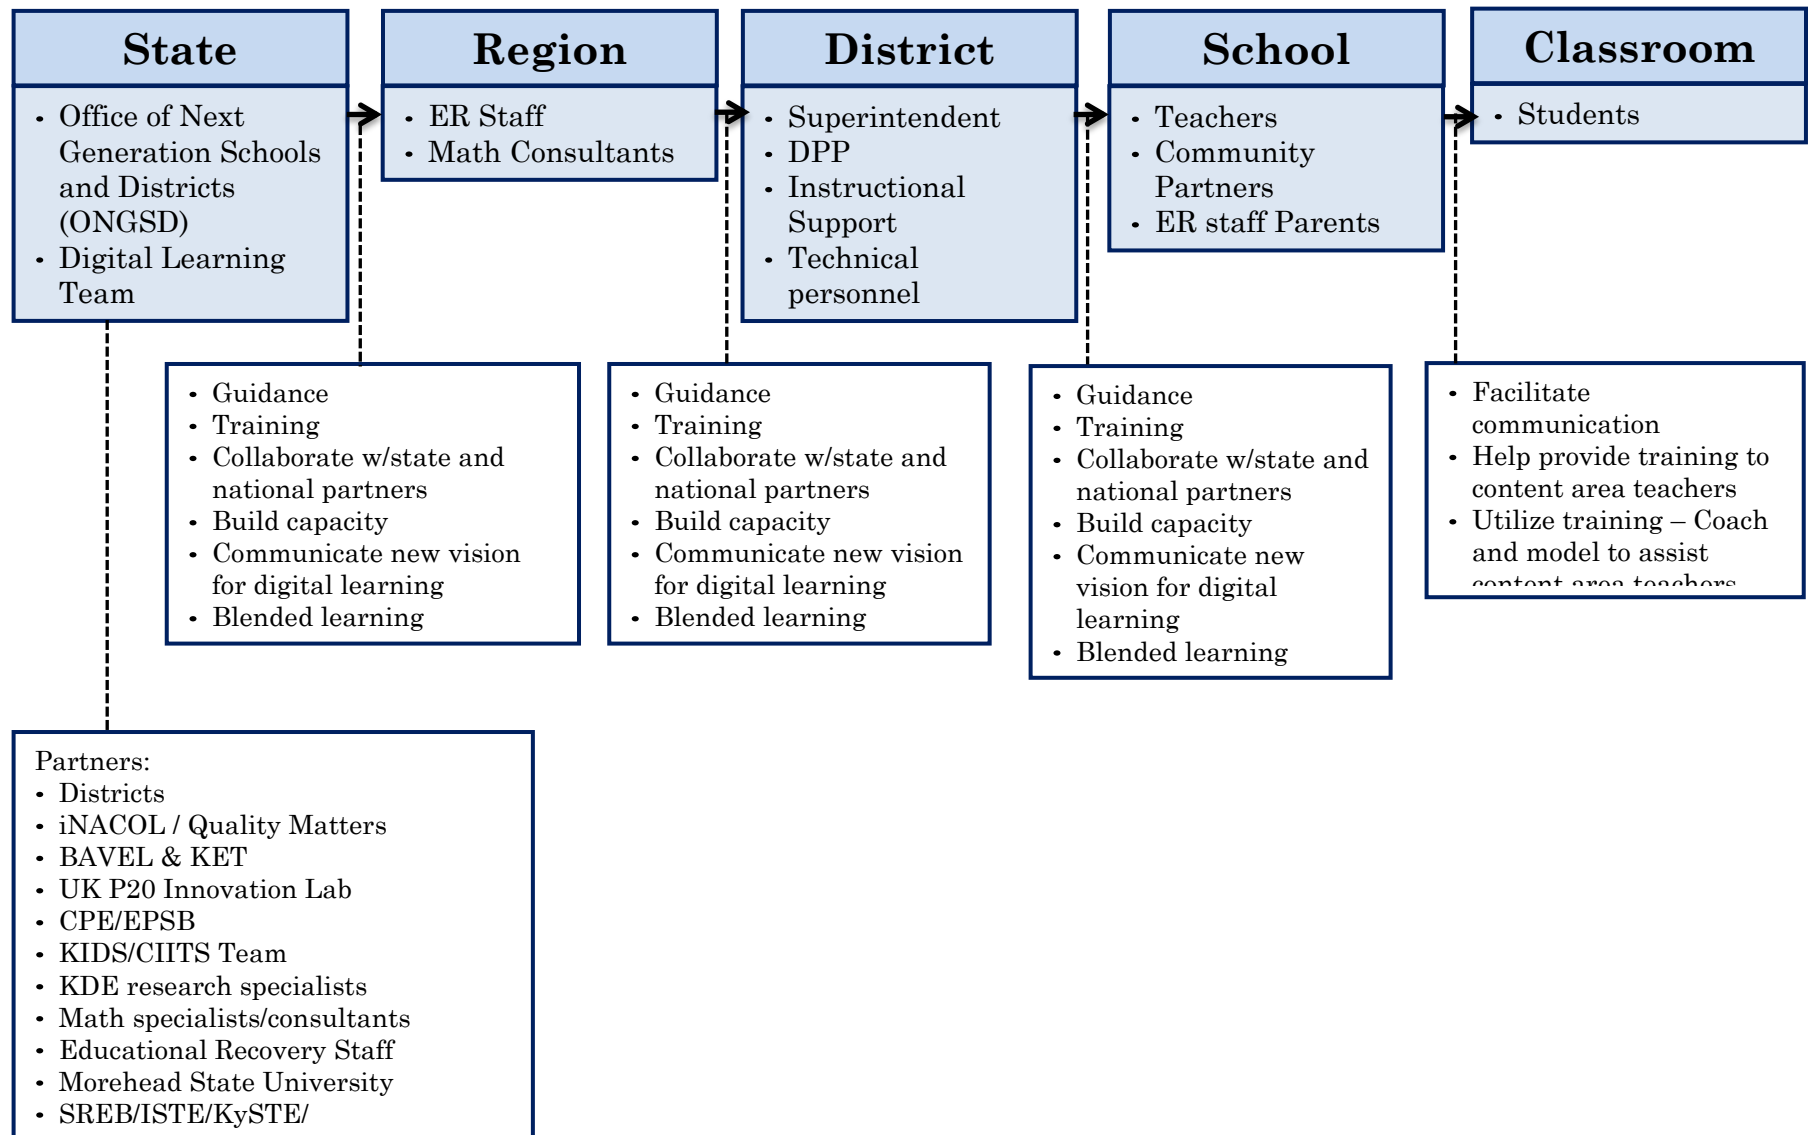 State
• Office of Next
Generation Schools
and Districts
(ONGSD)
• Digital Learning
Team
Region
• ER Staff
• Math Consultants
District
• Superintendent
• DPP
• Instructional
Support
• Technical
personnel
School
• Teachers
• Community
Partners
• ER staff Parents
Classroom
• Students
• Guidance
• Training
• Collaborate w/state and
national partners
• Build capacity
• Communicate new vision
for digital learning
• Blended learning
• Guidance
• Training
• Collaborate w/state and
national partners
• Build capacity
• Communicate new vision
for digital learning
• Blended learning
• Guidance
• Training
• Collaborate w/state and
national partners
• Build capacity
• Communicate new
vision for digital
learning
• Blended learning
• Facilitate
communication
• Help provide training to
content area teachers
• Utilize training – Coach
and model to assist
content area teachers
Partners:
• Districts
• iNACOL / Quality Matters
• BAVEL & KET
• UK P20 Innovation Lab
• CPE/EPSB
• KIDS/CIITS Team
• KDE research specialists
• Math specialists/consultants
• Educational Recovery Staff
• Morehead State University
• SREB/ISTE/KySTE/